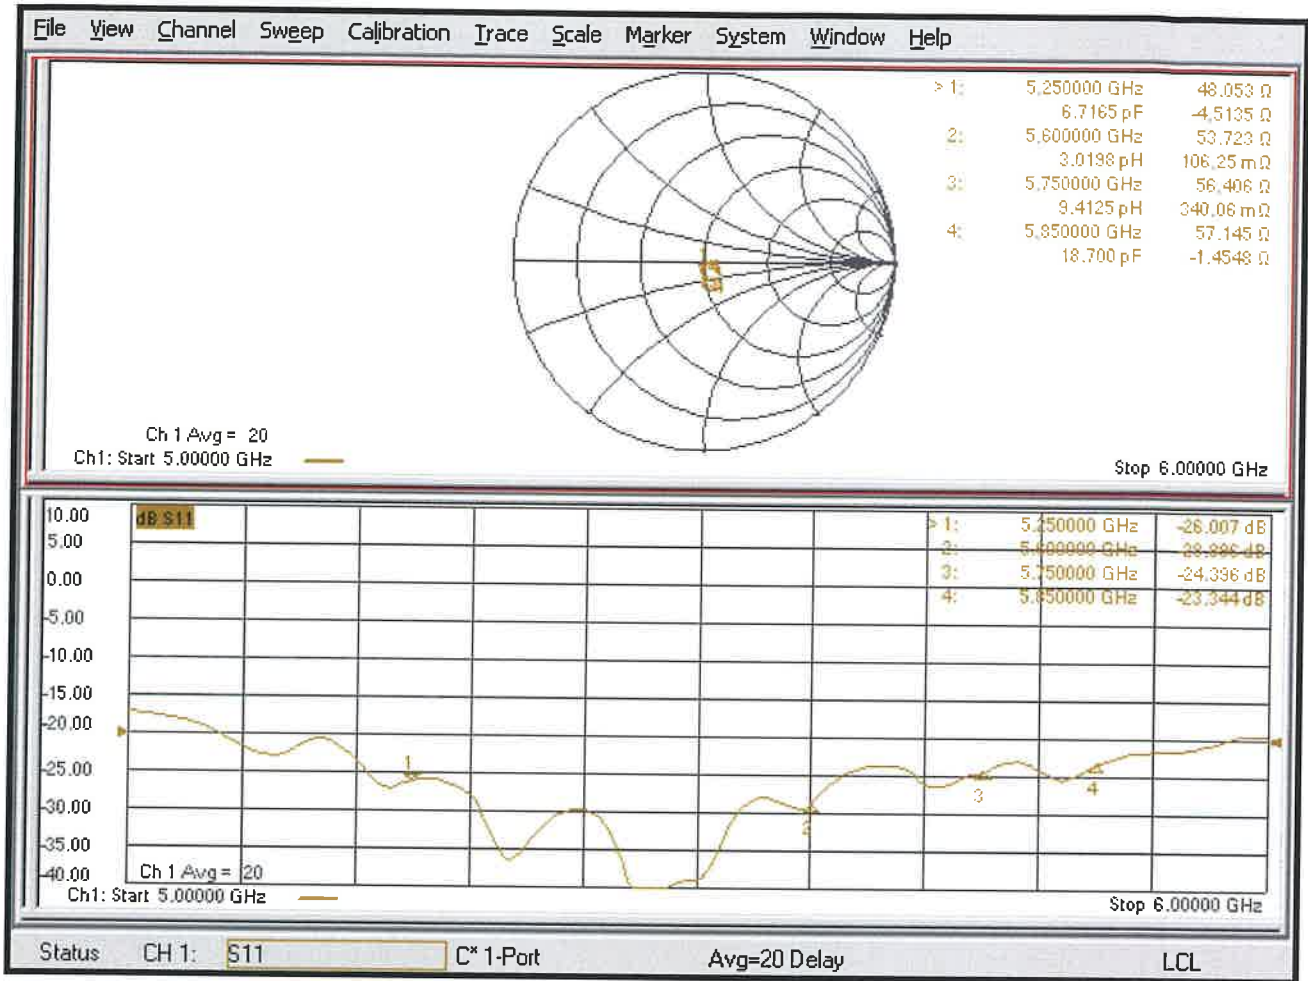 File View Channel Sweep Calibration Trace Scale Marker System Window Help
> 1: 5.250000 GHz 48.053 Ω
6.7165 pF -4.5135 Ω
2: 5.600000 GHz 53.723 Ω
3.0198 pH 106.25 mΩ
3: 5.750000 GHz 56.406 Ω
9.4125 pH 340.06 mΩ
4: 5.850000 GHz 57.145 Ω
18.700 pF -1.4548 Ω
Ch 1 Avg = 20
Ch1: Start 5.00000 GHz
Stop 6.00000 GHz
dB S11
> 1: 5.250000 GHz -26.007 dB
2: 5.600000 GHz -28.886 dB
3: 5.750000 GHz -24.396 dB
4: 5.850000 GHz -23.344 dB
10.00
5.00
0.00
-5.00
-10.00
-15.00
-20.00
-25.00
-30.00
-35.00
-40.00
1
2
3
4
Ch 1 Avg = 20
Ch1: Start 5.00000 GHz
Stop 6.00000 GHz
Status CH 1: S11 C* 1-Port Avg=20 Delay LCL